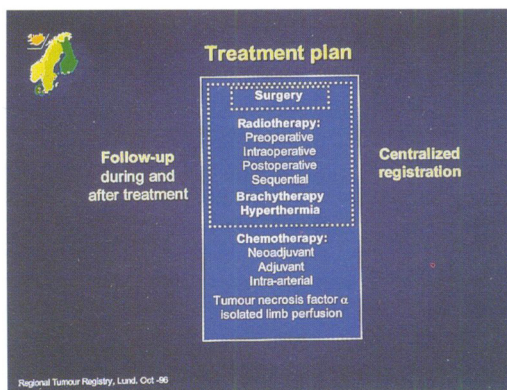 Treatment plan
Surgery
Radiotherapy:
Preoperative
Intraoperative
Postoperative
Sequential
Brachytherapy
Hyperthermia
Chemotherapy:
Neoadjuvant
Adjuvant
Intra-arterial
Tumour necrosis factor α
isolated limb perfusion
Follow-up
during and
after treatment
Centralized
registration
Regional Tumour Registry, Lund. Oct -96